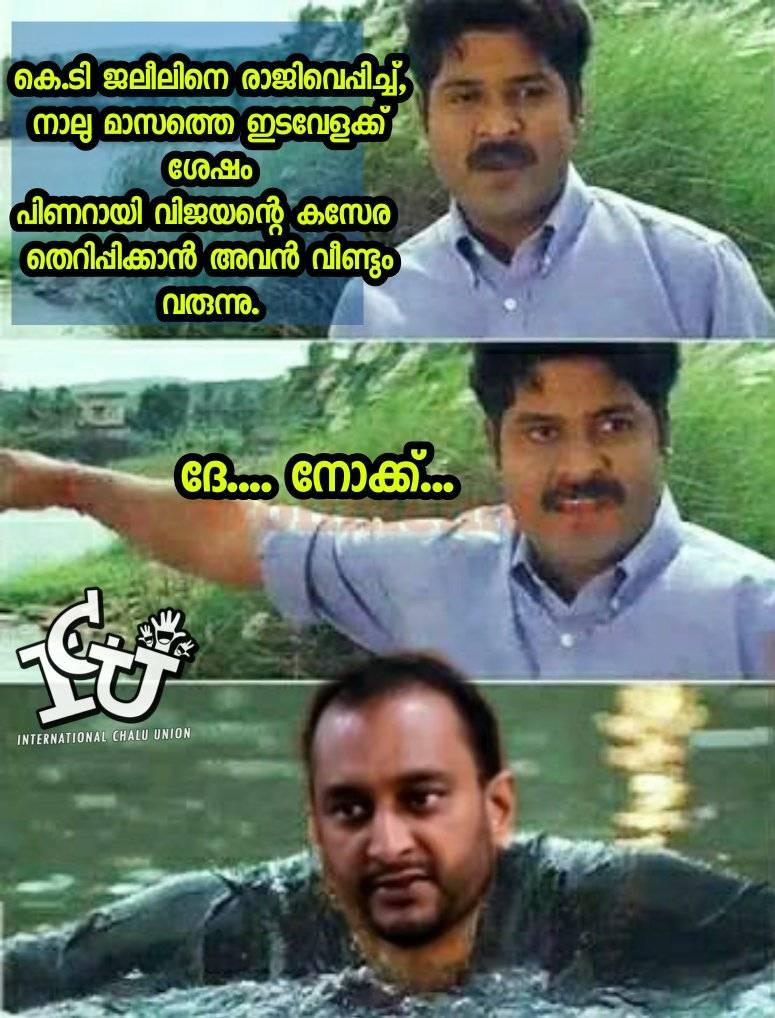 കെ.ടി ജലീലിനെ രാജിവെപ്പിച്ച്,
നാലു മാസത്തെ ഇടവേളക്ക്
ശേഷം
പിണറായി വിജയന്റെ കസേര
തെറിപ്പിക്കാൻ അവൻ വീണ്ടും
വരുന്നു.
ദേ.... നോക്ക്...
ICU
INTERNATIONAL CHALU UNION